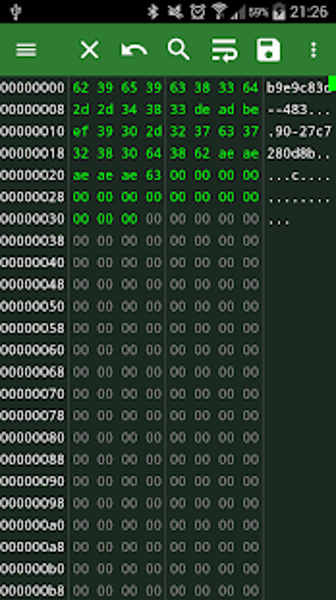 59% 21:26
00000000 62 39 65 39 63 38 33 64 b9e9c83d
00000008 2d 2d 34 38 33 de ad be --483...
00000010 ef 39 30 2d 32 37 63 37 .90-27c7
00000018 32 38 30 64 38 62 ae ae 280d8b..
00000020 ae ae ae 63 00 00 00 00 ...c....
00000028 00 00 00 00 00 00 00 00 ........
00000030 00 00 00 00 00 00 00 00 ...
00000038 00 00 00 00 00 00 00 00
00000040 00 00 00 00 00 00 00 00
00000048 00 00 00 00 00 00 00 00
00000050 00 00 00 00 00 00 00 00
00000058 00 00 00 00 00 00 00 00
00000060 00 00 00 00 00 00 00 00
00000068 00 00 00 00 00 00 00 00
00000070 00 00 00 00 00 00 00 00
00000078 00 00 00 00 00 00 00 00
00000080 00 00 00 00 00 00 00 00
00000088 00 00 00 00 00 00 00 00
00000090 00 00 00 00 00 00 00 00
00000098 00 00 00 00 00 00 00 00
000000a0 00 00 00 00 00 00 00 00
000000a8 00 00 00 00 00 00 00 00
000000b0 00 00 00 00 00 00 00 00
000000b8 00 00 00 00 00 00 00 00